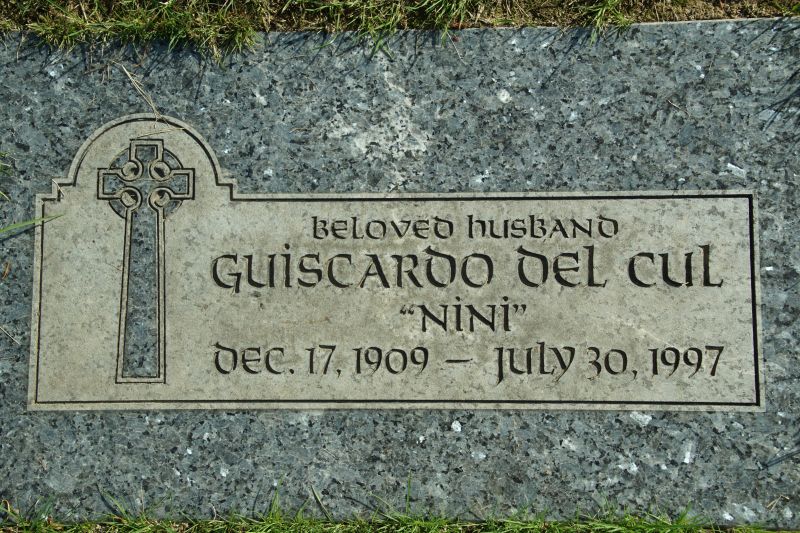 BELOVED HUSBAND
GUISCARDO DEL CUL
"NINI"
DEC. 17, 1909 – JULY 30, 1997